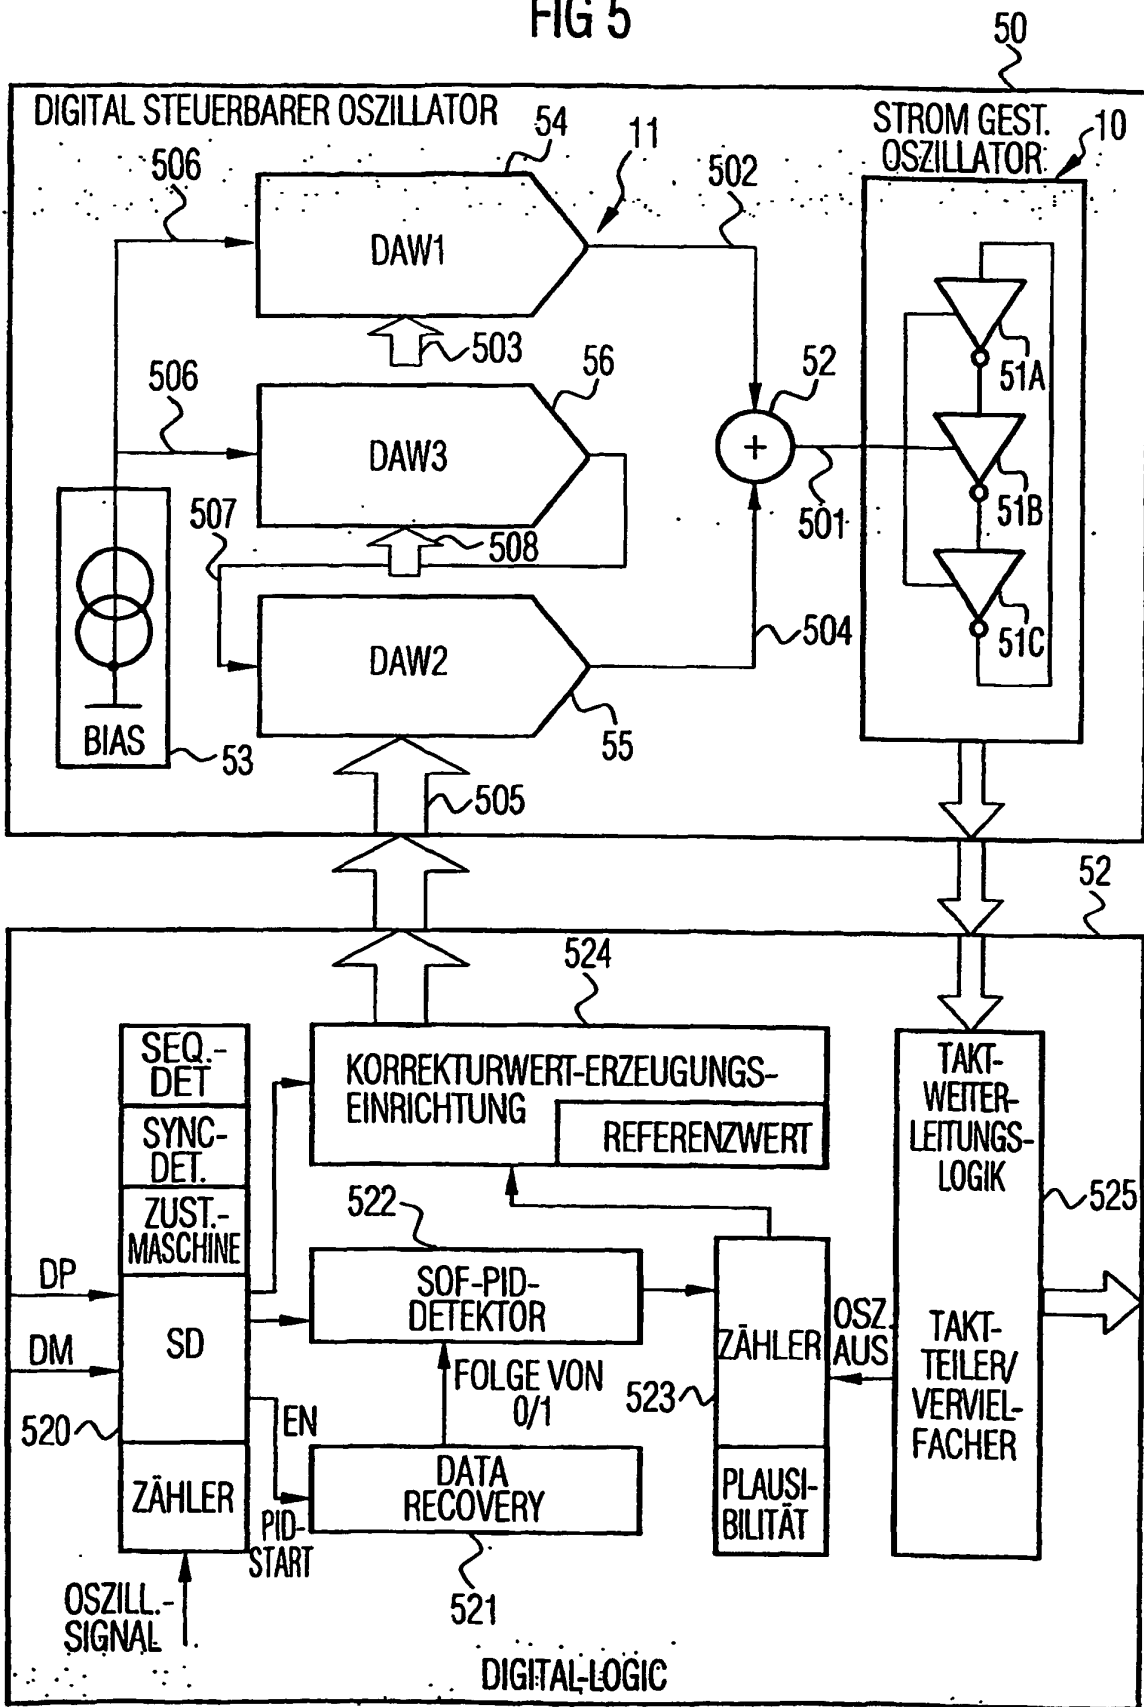 FIG 5
50
DIGITAL STEUERBARER OSZILLATOR
54
11
STROM GEST.
OSZILLATOR
10
506
502
DAW1
503
51A
506
56
52
DAW3
+
501
51B
507
508
DAW2
504
51C
BIAS
53
55
505
52
524
SEQ.-
DET
KORREKTURWERT-ERZEUGUNGS-
EINRICHTUNG
REFERENZWERT
TAKT-
WEITER-
LEITUNGS-
LOGIK
SYNC-
DET.
ZUST.-
MASCHINE
522
525
DP
SOF-PID-
DETEKTOR
SD
DM
ZÄHLER
OSZ.
AUS
TAKT-
TEILER/
VERVIEL-
FACHER
FOLGE VON
0/1
523
520
EN
ZÄHLER
DATA
RECOVERY
PLAUSI-
BILITÄT
PID-
START
521
OSZILL.-
SIGNAL
DIGITAL-LOGIC